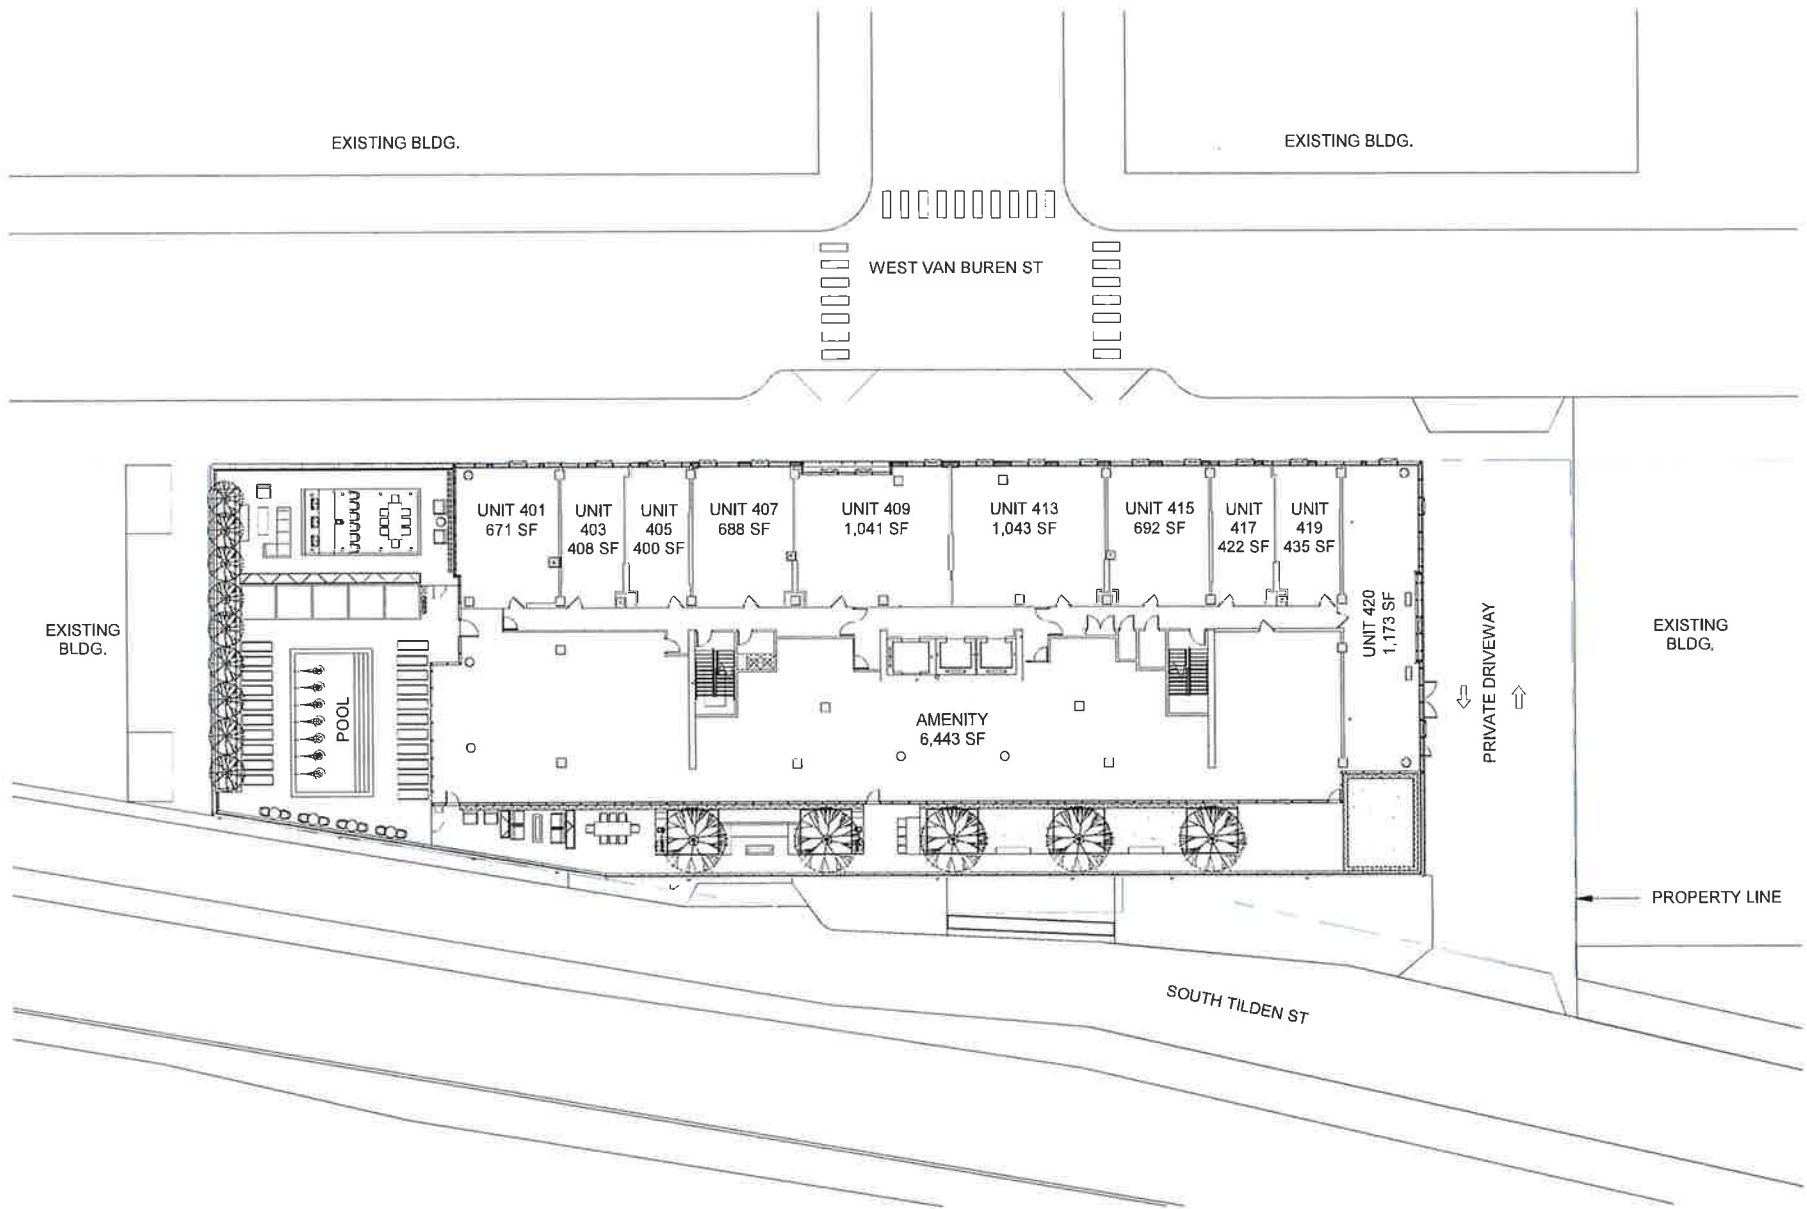 EXISTING BLDG.
EXISTING BLDG.
WEST VAN BUREN ST
UNIT 401
671 SF
UNIT
403
408 SF
UNIT
405
400 SF
UNIT 407
688 SF
UNIT 409
1,041 SF
UNIT 413
1,043 SF
UNIT 415
692 SF
UNIT
417
422 SF
UNIT
419
435 SF
UNIT 420
1,173 SF
EXISTING
BLDG.
POOL
AMENITY
6,443 SF
PRIVATE DRIVEWAY
EXISTING
BLDG.
PROPERTY LINE
SOUTH TILDEN ST